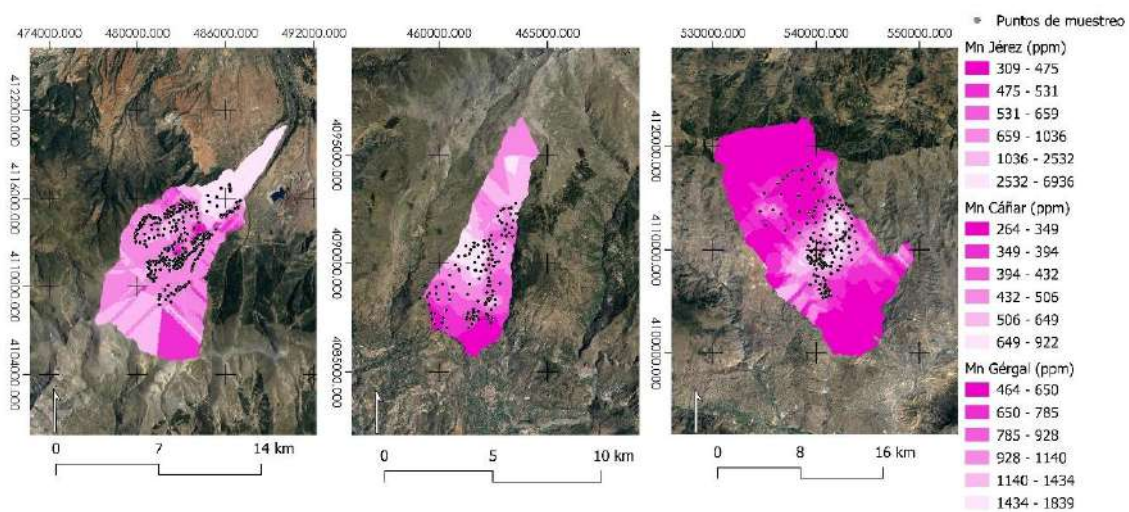 474000.000 480000.000 486000.000 492000.000
4122000.000
4116000.000
4110000.000
4104000.000
0 7 14 km
460000.000 465000.000
4095000.000
4090000.000
4085000.000
0 5 10 km
530000.000 540000.000 550000.000
4120000.000
4110000.000
4100000.000
0 8 16 km
Puntos de muestreo
Mn Jérez (ppm)
309 - 475
475 - 531
531 - 659
659 - 1036
1036 - 2532
2532 - 6936
Mn Cáñar (ppm)
264 - 349
349 - 394
394 - 432
432 - 506
506 - 649
649 - 922
Mn Gérgal (ppm)
464 - 650
650 - 785
785 - 928
928 - 1140
1140 - 1434
1434 - 1839